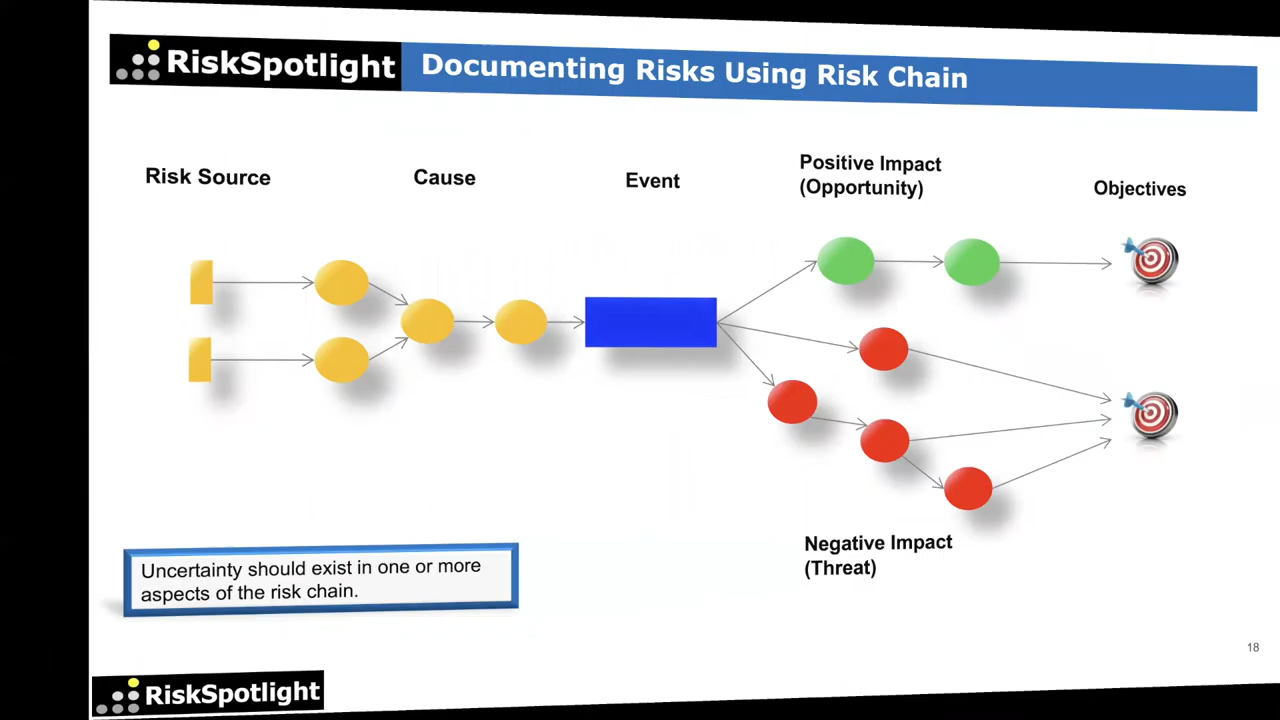 RiskSpotlight
Documenting Risks Using Risk Chain
Risk Source
Cause
Event
Positive Impact
(Opportunity)
Objectives
Negative Impact
(Threat)
Uncertainty should exist in one or more
aspects of the risk chain.
18
RiskSpotlight